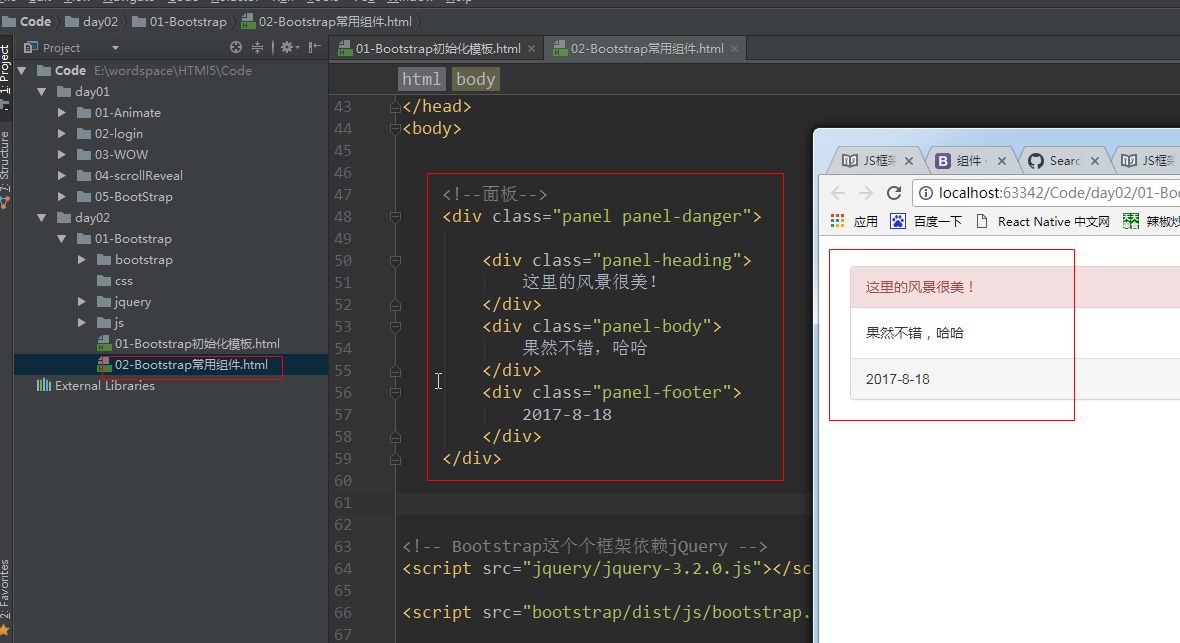 Code day02 01-Bootstrap 02-Bootstrap常用组件.html
Project
01-Bootstrap初始化模板.html 02-Bootstrap常用组件.html
1: Project
7: Structure
2: Favorites
Code E:\wordspace\HTMl5\Code
day01
01-Animate
02-login
03-WOW
04-scrollReveal
05-BootStrap
day02
01-Bootstrap
bootstrap
css
jquery
js
01-Bootstrap初始化模板.html
02-Bootstrap常用组件.html
External Libraries
html body
43 </head>
44 <body>
45
46
47 <!--面板-->
48 <div class="panel panel-danger">
49
50 <div class="panel-heading">
51 这里的风景很美!
52 </div>
53 <div class="panel-body">
54 果然不错,哈哈
55 </div>
56 <div class="panel-footer">
57 2017-8-18
58 </div>
59 </div>
60
61
62
63 <!-- Bootstrap这个个框架依赖jQuery -->
64 <script src="jquery/jquery-3.2.0.js"></sc
65
66 <script src="bootstrap/dist/js/bootstrap.
67
JS框架 组件 · Searc JS框架
localhost:63342/Code/day02/01-Boo
应用 百度一下 React Native 中文网 辣椒炒
这里的风景很美!
果然不错,哈哈
2017-8-18